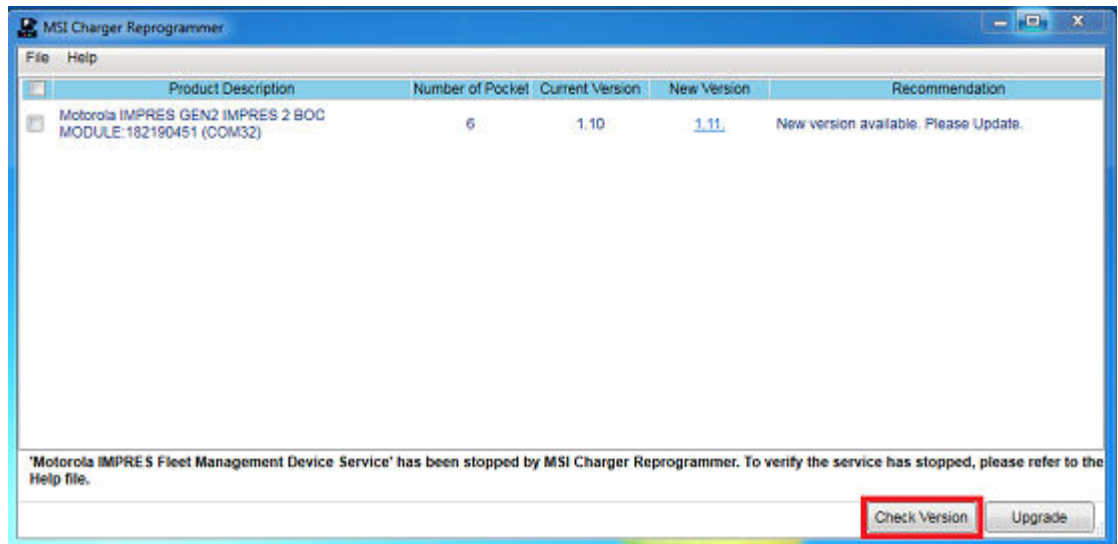 MSI Charger Reprogrammer
File Help
Product Description Number of Pocket Current Version New Version Recommendation
Motorola IMPRES GEN2 IMPRES 2 BOC
MODULE:182190451 (COM32) 6 1.10 1.11. New version available. Please Update.
'Motorola IMPRES Fleet Management Device Service' has been stopped by MSI Charger Reprogrammer. To verify the service has stopped, please refer to the
Help file.
Check Version Upgrade